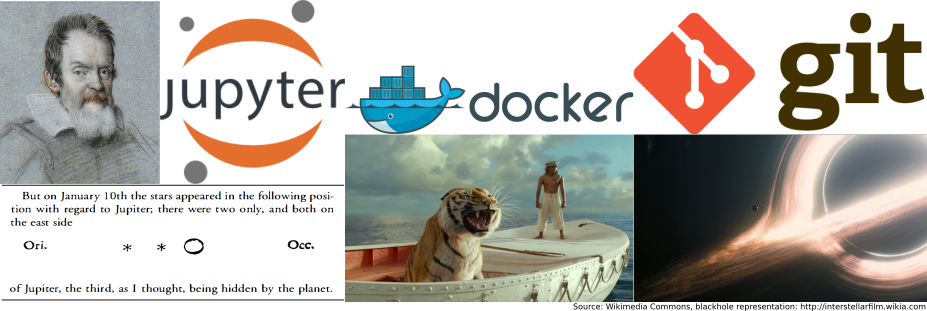 jupyter
docker
git
But on January 10th the stars appeared in the following posi-
tion with regard to Jupiter; there were two only, and both on
the east side
Ori. * * O Occ.
of Jupiter, the third, as I thought, being hidden by the planet.
Source: Wikimedia Commons, blackhole representation: http://interstellarfilm.wikia.com